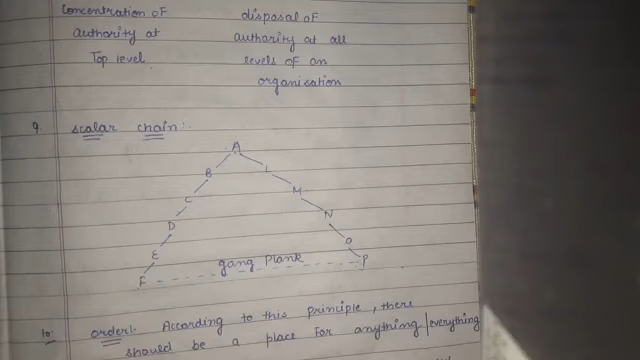 concentration of disposal of
authority at authority at all
Top level. levels of an
organisation
9. scalar chain:.
A
B L
C M
D N
E O
F gang Plank P
10. order1. According to this principle, there
should be a place for anything/everything